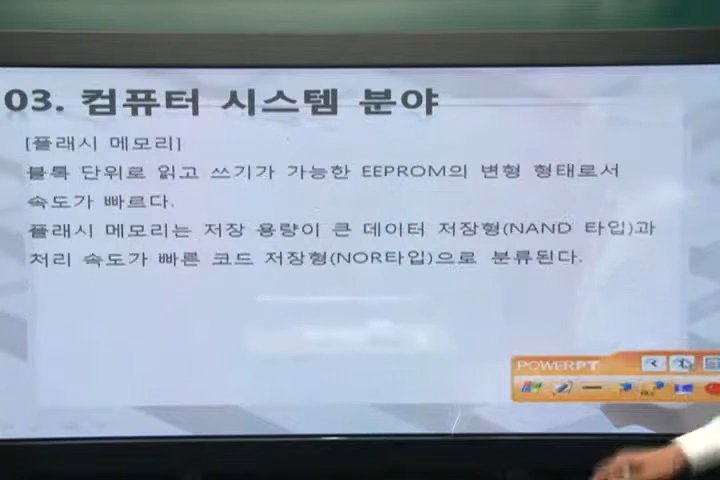 03. 컴퓨터 시스템 분야
[플래시 메모리]
블록 단위로 읽고 쓰기가 가능한 EEPROM의 변형 형태로서
속도가 빠르다.
플래시 메모리는 저장 용량이 큰 데이터 저장형(NAND 타입)과
처리 속도가 빠른 코드 저장형(NOR타입)으로 분류된다.
POWERPT